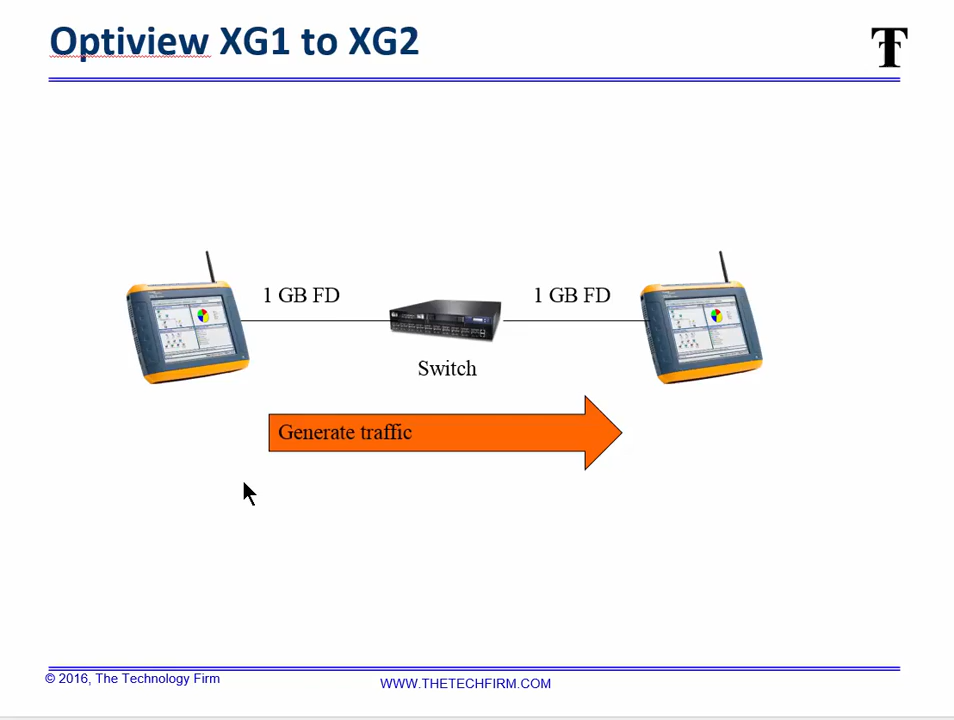 Optiview XG1 to XG2
1 GB FD
1 GB FD
Switch
Generate traffic
© 2016, The Technology Firm
WWW.THETECHFIRM.COM